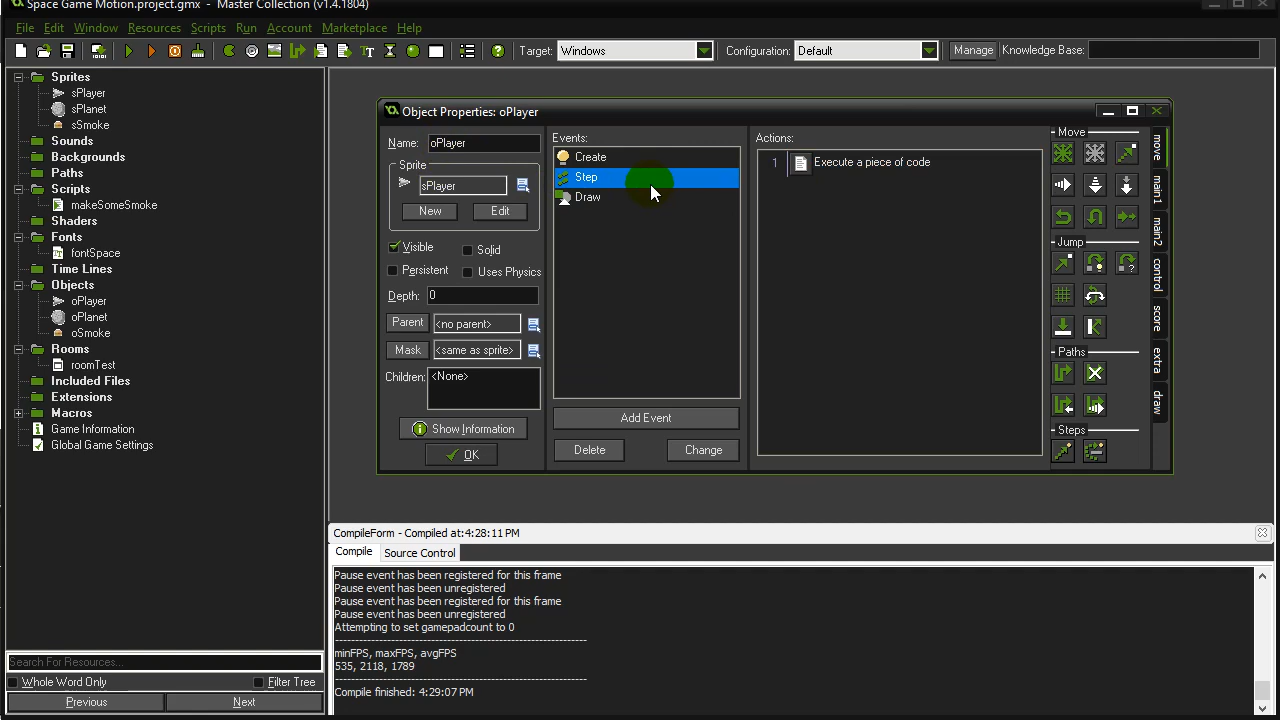 Space Game Motion.project.gmx - Master Collection (v1.4.1804)
File Edit Window Resources Scripts Run Account Marketplace Help
Target: Windows Configuration: Default Manage Knowledge Base:
Sprites
sPlayer
sPlanet
sSmoke
Sounds
Backgrounds
Paths
Scripts
makeSomeSmoke
Shaders
Fonts
fontSpace
Time Lines
Objects
oPlayer
oPlanet
oSmoke
Rooms
roomTest
Included Files
Extensions
Macros
Game Information
Global Game Settings
Search For Resources...
Whole Word Only Filter Tree
Previous Next
Object Properties: oPlayer
Name: oPlayer
Sprite
sPlayer
New Edit
Visible Solid
Persistent Uses Physics
Depth: 0
Parent <no parent>
Mask <same as sprite>
Children: <None>
Show Information
OK
Events:
Create
Step
Draw
Add Event
Delete Change
Actions:
1 Execute a piece of code
Move
Jump
Paths
Steps
move
main1
main2
control
score
extra
draw
CompileForm - Compiled at:4:28:11 PM
Compile Source Control
Pause event has been registered for this frame
Pause event has been unregistered
Pause event has been registered for this frame
Pause event has been unregistered
Attempting to set gamepadcount to 0
minFPS, maxFPS, avgFPS
535, 2118, 1789
Compile finished: 4:29:07 PM